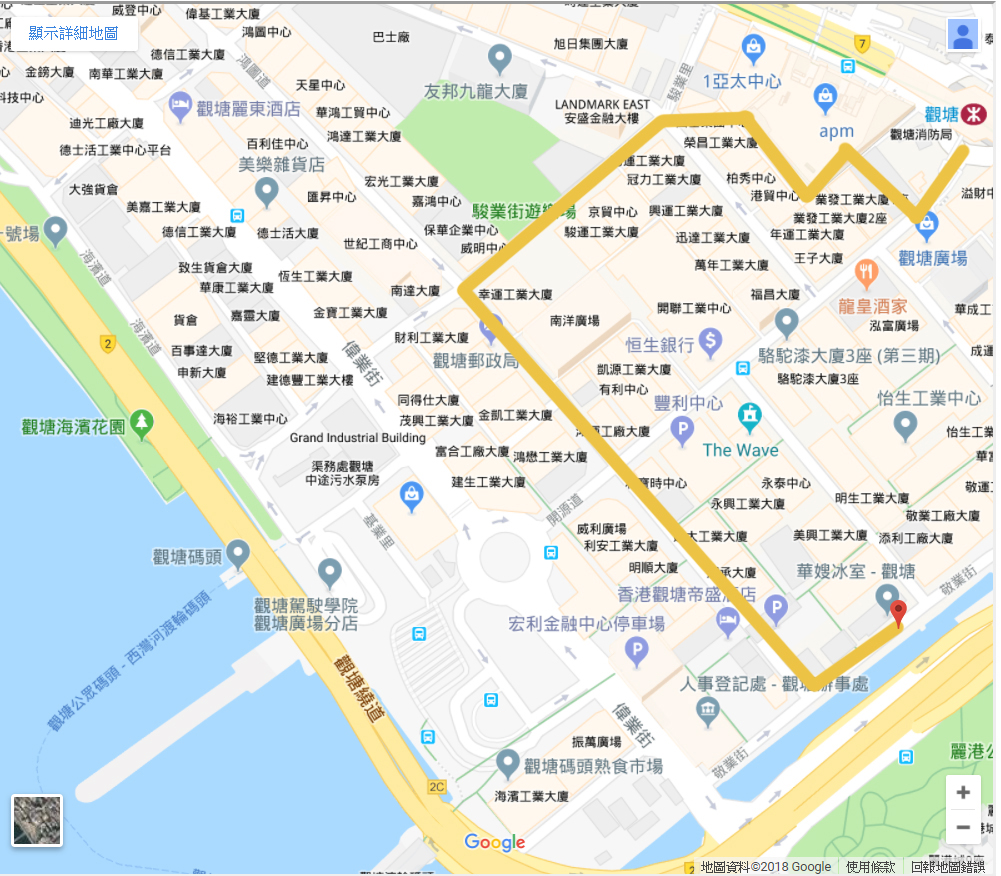 威登中心
偉基工業大廈
顯示詳細地圖
鴻圖中心
巴士廠
旭日集團大廈
德信工業大廈
鴻圖道
7
金鎊大廈
南華工業大廈
天星中心
友邦九龍大廈
駿業里
1亞太中心
科技中心
觀塘麗東酒店
華鴻工貿中心
LANDMARK EAST
安盛金融大樓
apm
觀塘
觀塘消防局
迪光工廠大廈
鴻達工業大廈
百利佳中心
榮昌工業大廈
德士活工業中心平台
美樂雜貨店
運工業大廈
冠力工業大廈
柏秀中心
大強貨倉
匯昇中心
宏光工業大廈
港貿中心
業發工業大廈
美嘉工業大廈
嘉鴻中心
駿業街遊樂場
京貿中心
興運工業大廈
業發工業大廈2座
號場
德信工業大廈
德士活大廈
保華企業中心
駿運工業大廈
迅達工業大廈
年運工業大廈
世紀工商中心
威明中心
王子大廈
觀塘廣場
海濱道
致生貨倉大廈
恆生工業大廈
萬年工業大廈
華康工業大廈
南達大廈
幸運工業大廈
福昌大廈
龍皇酒家
貨倉
嘉靈大廈
金寶工業大廈
南洋廣場
開聯工業中心
華成工
泓富廣場
海濱道
財利工業大廈
恒生銀行
2
百事達大廈
堅德工業大廈
偉業街
觀塘郵政局
駱駝漆大廈3座 (第三期)
申新大廈
建德豐工業大樓
凱源工業大廈
駱駝漆大廈3座
有利中心
同得仕大廈
豐利中心
怡生工業中心
海裕工業中心
茂興工業大廈
金凱工業大廈
觀塘海濱花園
Grand Industrial Building
工廠大廈
The Wave
怡生工業
富合工廠大廈
鴻懋工業大廈
渠務處觀塘
中途污水泵房
建生工業大廈
時中心
永泰中心
永興工業大廈
明生工業大廈
開源道
敬業工廠大廈
基業里
威利廣場
利安工業大廈
大工業大廈
美興工業大廈
添利工廠大廈
觀塘碼頭
明順大廈
承大廈
華嫂冰室 - 觀塘
敬業街
觀塘駕駛學院
觀塘廣場分店
香港觀塘帝盛酒店
宏利金融中心停車場
觀塘公眾碼頭 - 西灣河渡輪碼頭
觀塘繞道
人事登記處 - 觀塘辦事處
偉業街
振萬廣場
敬業街
麗港公
觀塘碼頭熟食市場
2C
海濱工業大廈
Google
2
地圖資料©2018 Google
使用條款
回報地圖錯誤